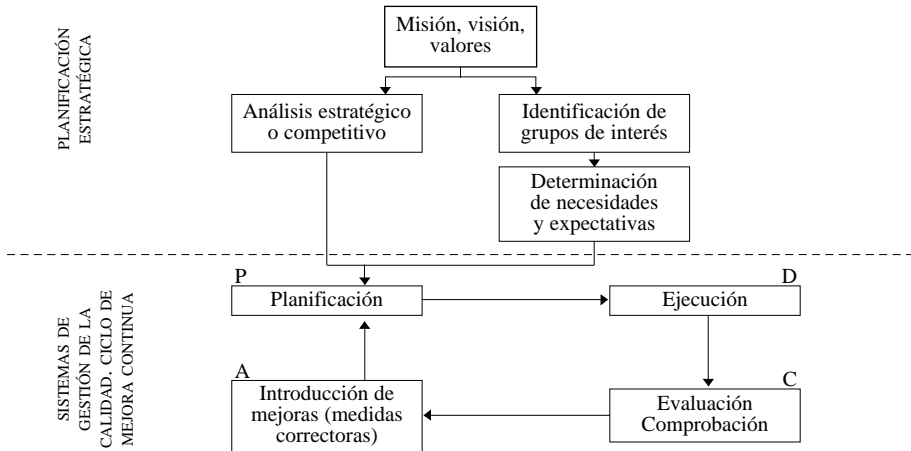 PLANIFICACIÓN
ESTRATÉGICA
Misión, visión,
valores
Análisis estratégico
o competitivo
Identificación de
grupos de interés
Determinación
de necesidades
y expectativas
SISTEMAS DE
GESTIÓN DE LA
CALIDAD. CICLO DE
MEJORA CONTINUA
P
Planificación
D
Ejecución
A
Introducción de
mejoras (medidas
correctoras)
C
Evaluación
Comprobación